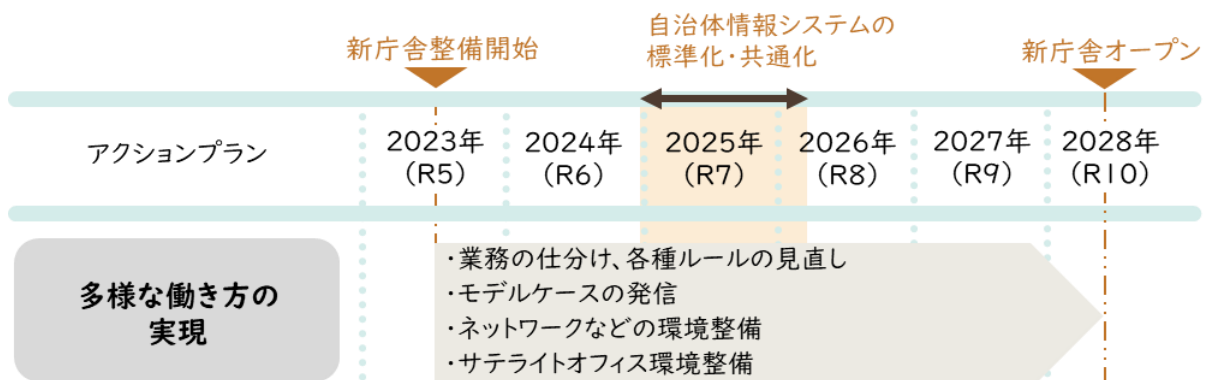 新庁舎整備開始
自治体情報システムの
標準化・共通化
新庁舎オープン
アクションプラン
2023年
(R5)
2024年
(R6)
2025年
(R7)
2026年
(R8)
2027年
(R9)
2028年
(R10)
多様な働き方の
実現
・業務の仕分け、各種ルールの見直し
・モデルケースの発信
・ネットワークなどの環境整備
・サテライトオフィス環境整備